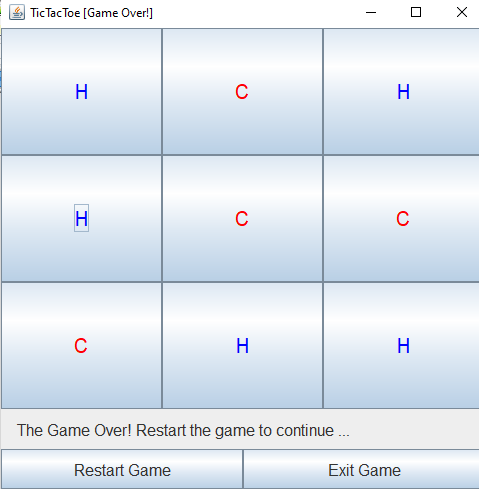 TicTacToe [Game Over!]
H C H
H C C
C H H
The Game Over! Restart the game to continue ...
Restart Game Exit Game